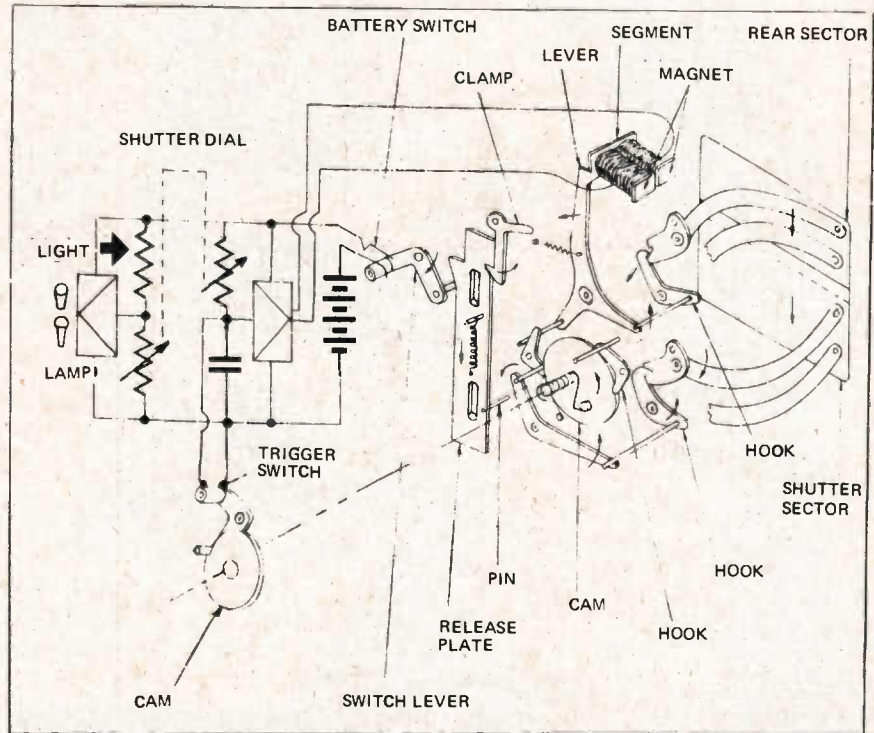 BATTERY SWITCH
SEGMENT
REAR SECTOR
LEVER
CLAMP
MAGNET
SHUTTER DIAL
LIGHT
LAMP
TRIGGER
SWITCH
HOOK
SHUTTER
SECTOR
PIN
CAM
HOOK
RELEASE
PLATE
HOOK
CAM
SWITCH LEVER